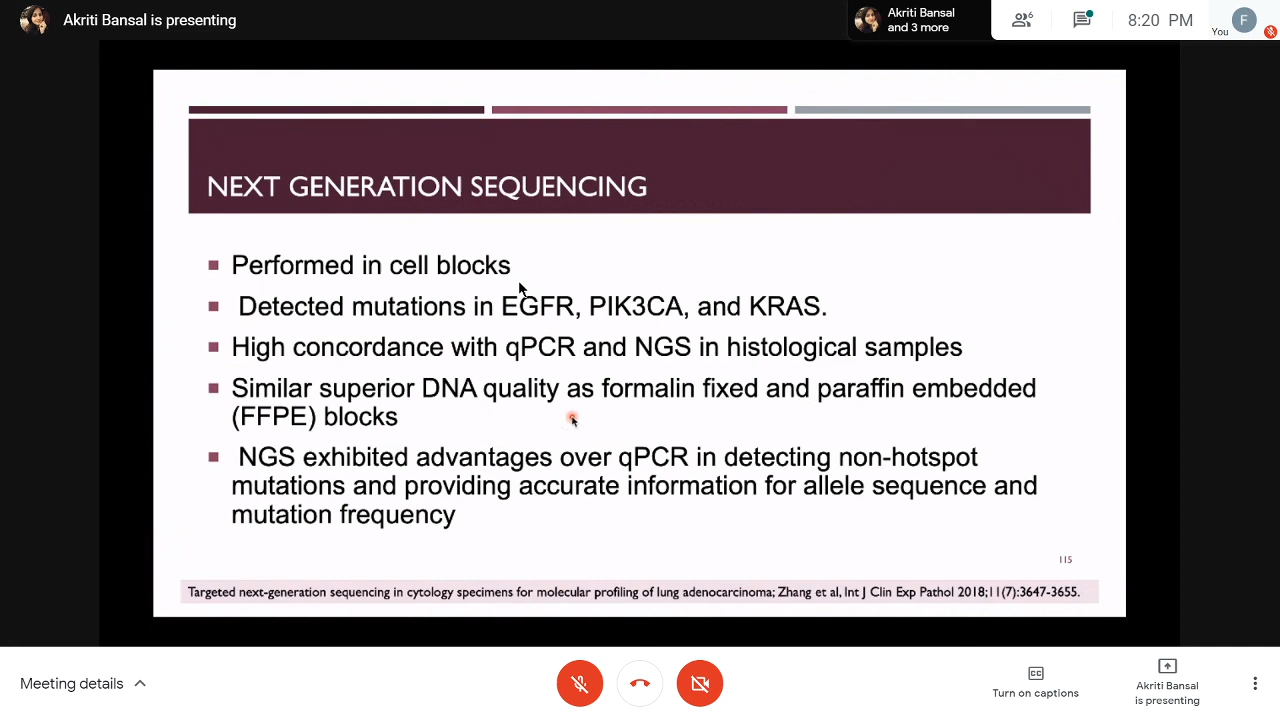 Akriti Bansal is presenting
Akriti Bansal
and 3 more
6
8:20 PM
You
F
NEXT GENERATION SEQUENCING
Performed in cell blocks
Detected mutations in EGFR, PIK3CA, and KRAS.
High concordance with qPCR and NGS in histological samples
Similar superior DNA quality as formalin fixed and paraffin embedded
(FFPE) blocks
NGS exhibited advantages over qPCR in detecting non-hotspot
mutations and providing accurate information for allele sequence and
mutation frequency
115
Targeted next-generation sequencing in cytology specimens for molecular profiling of lung adenocarcinoma; Zhang et al, Int J Clin Exp Pathol 2018;11(7):3647-3655.
Meeting details
CC
Turn on captions
Akriti Bansal
is presenting